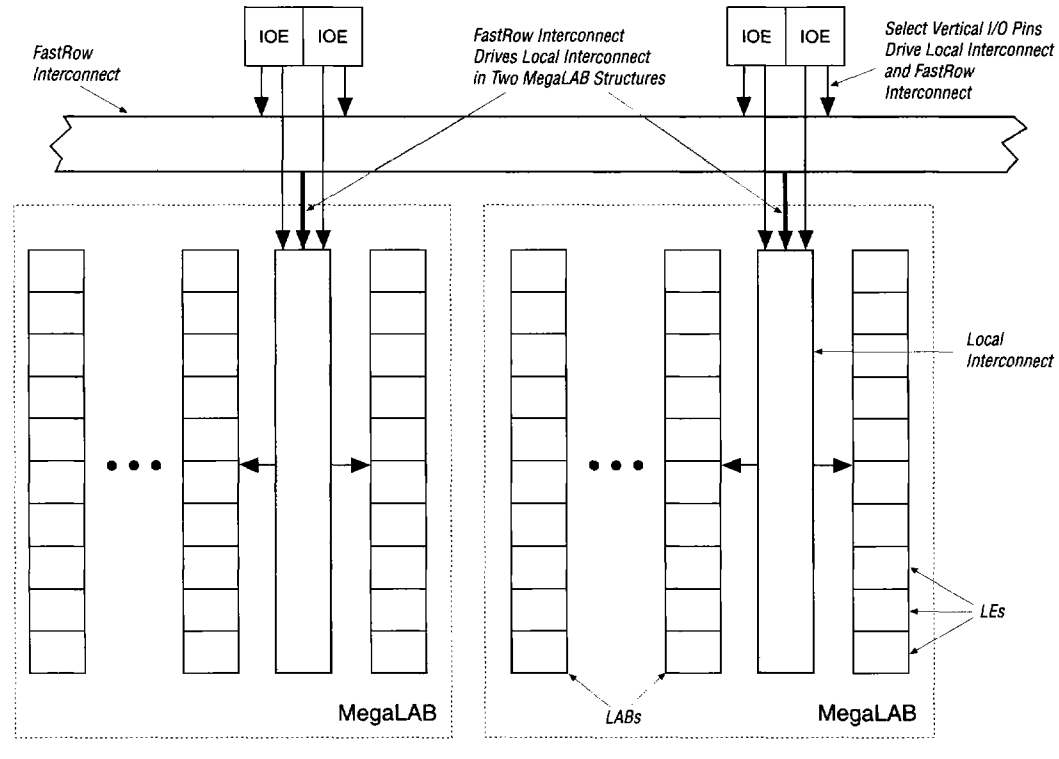 IOE IOE
FastRow
Interconnect
FastRow Interconnect
Drives Local Interconnect
in Two MegaLAB Structures
IOE IOE
Select Vertical I/O Pins
Drive Local Interconnect
and FastRow
Interconnect
Local
Interconnect
LEs
LABs
MegaLAB
MegaLAB